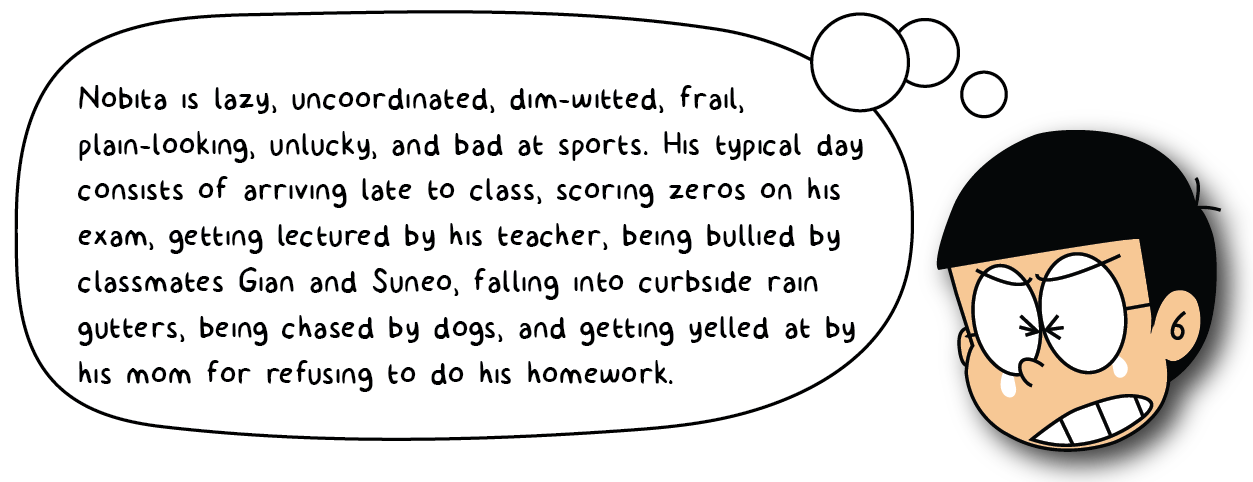 Nobita is lazy, uncoordinated, dim-witted, frail,
plain-looking, unlucky, and bad at sports. His typical day
consists of arriving late to class, scoring zeros on his
exam, getting lectured by his teacher, being bullied by
classmates Gian and Suneo, falling into curbside rain
gutters, being chased by dogs, and getting yelled at by
his mom for refusing to do his homework.